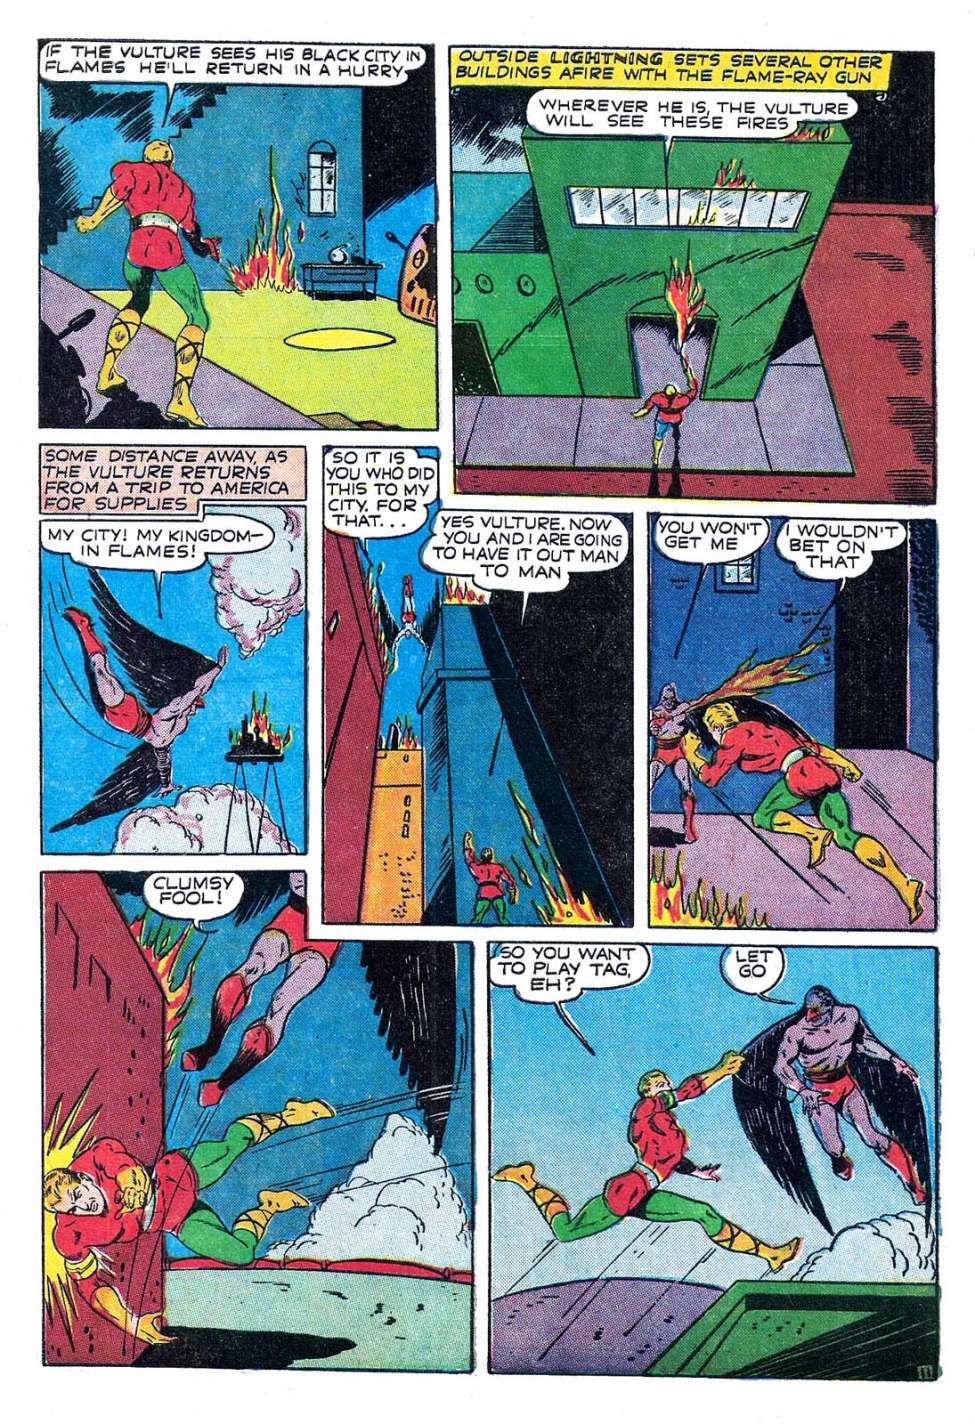 IF THE VULTURE SEES HIS BLACK CITY IN
FLAMES HE'LL RETURN IN A HURRY
OUTSIDE LIGHTNING SETS SEVERAL OTHER
BUILDINGS AFIRE WITH THE FLAME-RAY GUN
WHEREVER HE IS, THE VULTURE
WILL SEE THESE FIRES
SOME DISTANCE AWAY, AS
THE VULTURE RETURNS
FROM A TRIP TO AMERICA
FOR SUPPLIES
MY CITY! MY KINGDOM—
IN FLAMES!
SO IT IS
YOU WHO DID
THIS TO MY
CITY. FOR
THAT...
YES VULTURE. NOW
YOU AND I ARE GOING
TO HAVE IT OUT MAN
TO MAN
YOU WON'T
GET ME
I WOULDN'T
BET ON
THAT
CLUMSY
FOOL!
SO YOU WANT
TO PLAY TAG,
EH?
LET
GO
11